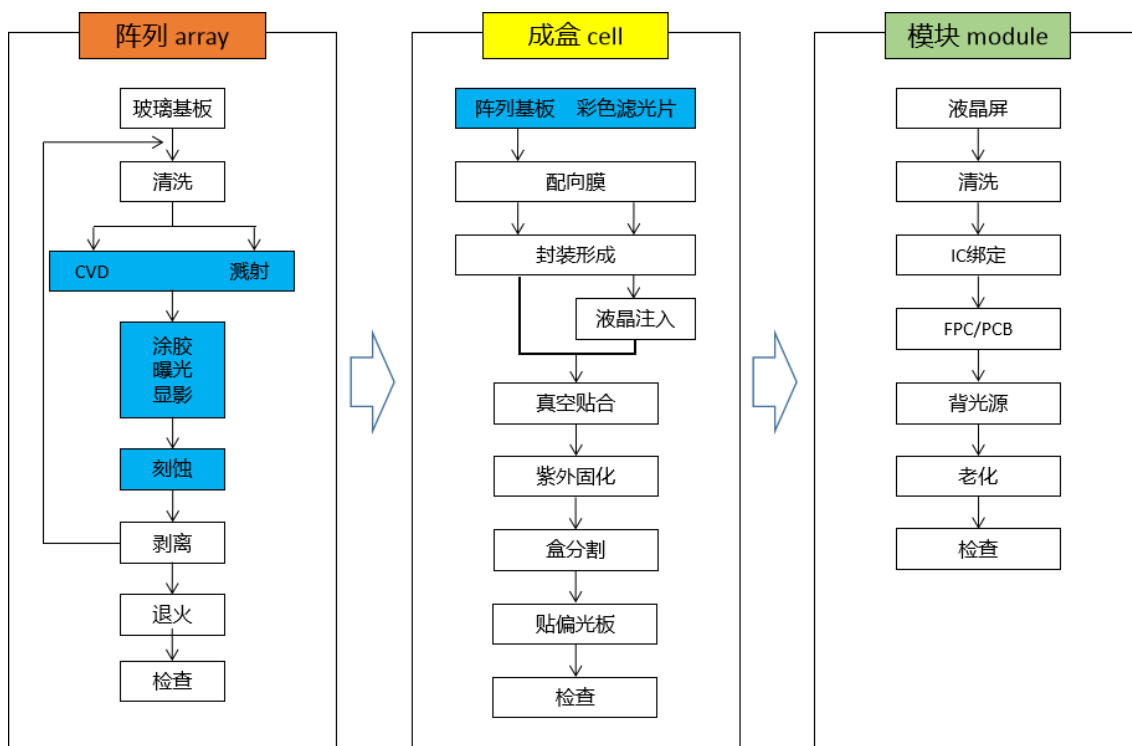 阵列 array
玻璃基板
清洗
CVD 溅射
涂胶
曝光
显影
刻蚀
剥离
退火
检查
成盒 cell
阵列基板 彩色滤光片
配向膜
封装形成
液晶注入
真空贴合
紫外固化
盒分割
贴偏光板
检查
模块 module
液晶屏
清洗
IC绑定
FPC/PCB
背光源
老化
检查